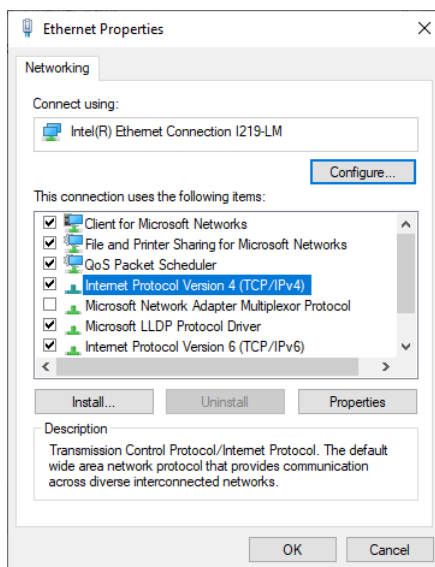 Ethernet Properties
Networking
Connect using:
Intel(R) Ethernet Connection I219-LM
Configure...
This connection uses the following items:
Client for Microsoft Networks
File and Printer Sharing for Microsoft Networks
QoS Packet Scheduler
Internet Protocol Version 4 (TCP/IPv4)
Microsoft Network Adapter Multiplexor Protocol
Microsoft LLDP Protocol Driver
Internet Protocol Version 6 (TCP/IPv6)
Install... Uninstall Properties
Description
Transmission Control Protocol/Internet Protocol. The default
wide area network protocol that provides communication
across diverse interconnected networks.
OK Cancel